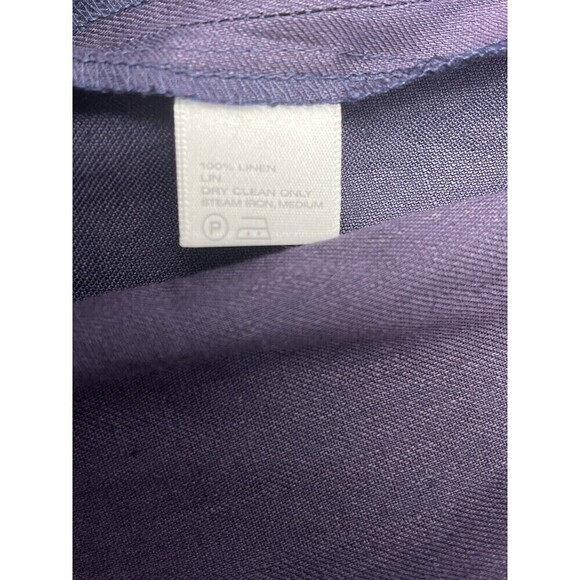 100% LINEN
LIN
DRY CLEAN ONLY
STEAM IRON, MEDIUM
P